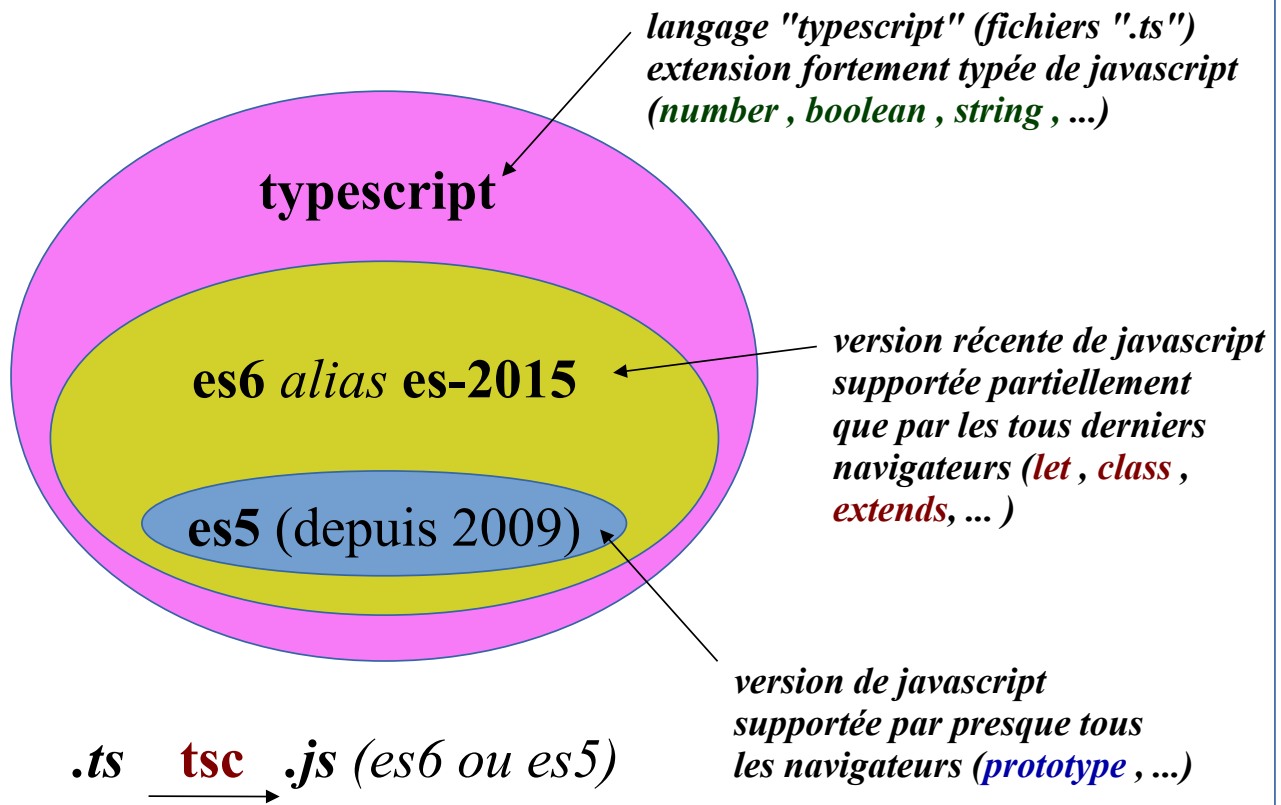 langage "typescript" (fichiers ".ts")
extension fortement typée de javascript
(number , boolean , string , ...)
typescript
version récente de javascript
supportée partiellement
que par les tous derniers
navigateurs (let , class ,
extends, ... )
es6 alias es-2015
es5 (depuis 2009)
version de javascript
supportée par presque tous
les navigateurs (prototype , ...)
.ts tsc .js (es6 ou es5)